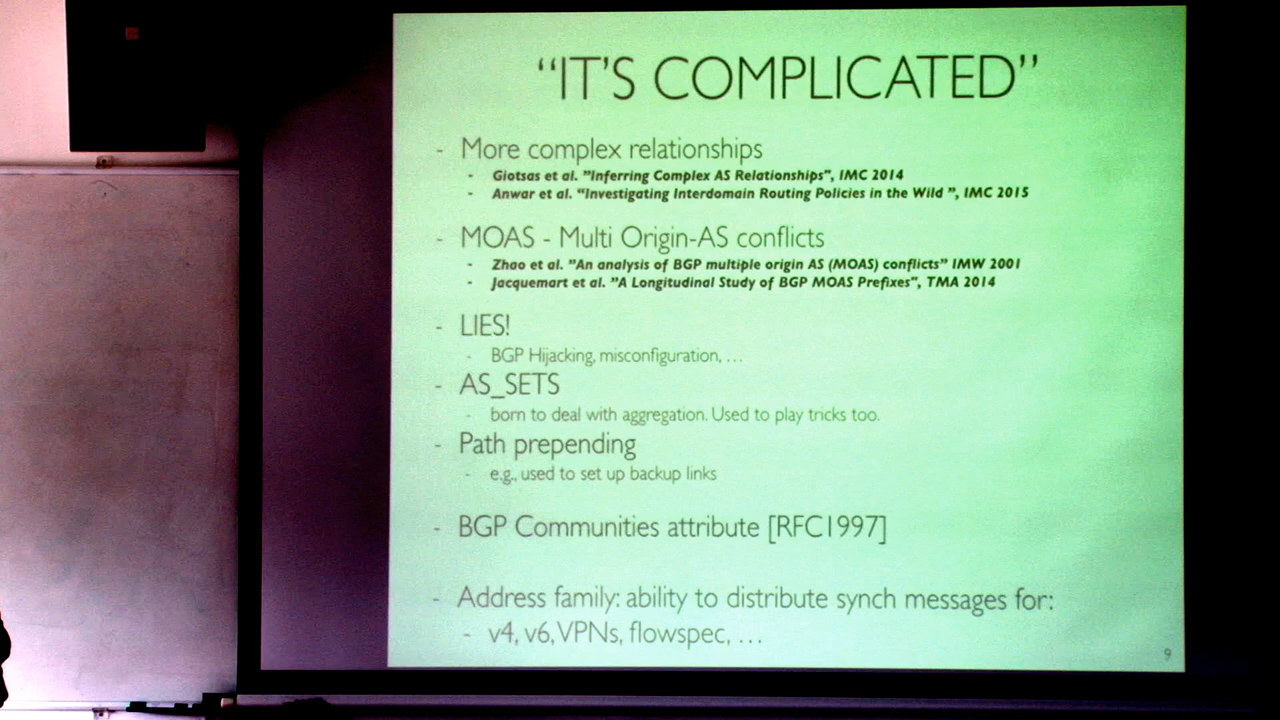 “IT'S COMPLICATED”
- More complex relationships
- Giotsas et al. ”Inferring Complex AS Relationships”, IMC 2014
- Anwar et al. “Investigating Interdomain Routing Policies in the Wild ”, IMC 2015
- MOAS - Multi Origin-AS conflicts
- Zhao et al. ”An analysis of BGP multiple origin AS (MOAS) conflicts” IMW 2001
- Jacquemart et al. ”A Longitudinal Study of BGP MOAS Prefixes”, TMA 2014
- LIES!
- BGP Hijacking, misconfiguration, …
- AS_SETS
- born to deal with aggregation. Used to play tricks too.
- Path prepending
- e.g., used to set up backup links
- BGP Communities attribute [RFC1997]
- Address family: ability to distribute synch messages for:
- v4, v6, VPNs, flowspec, …
9